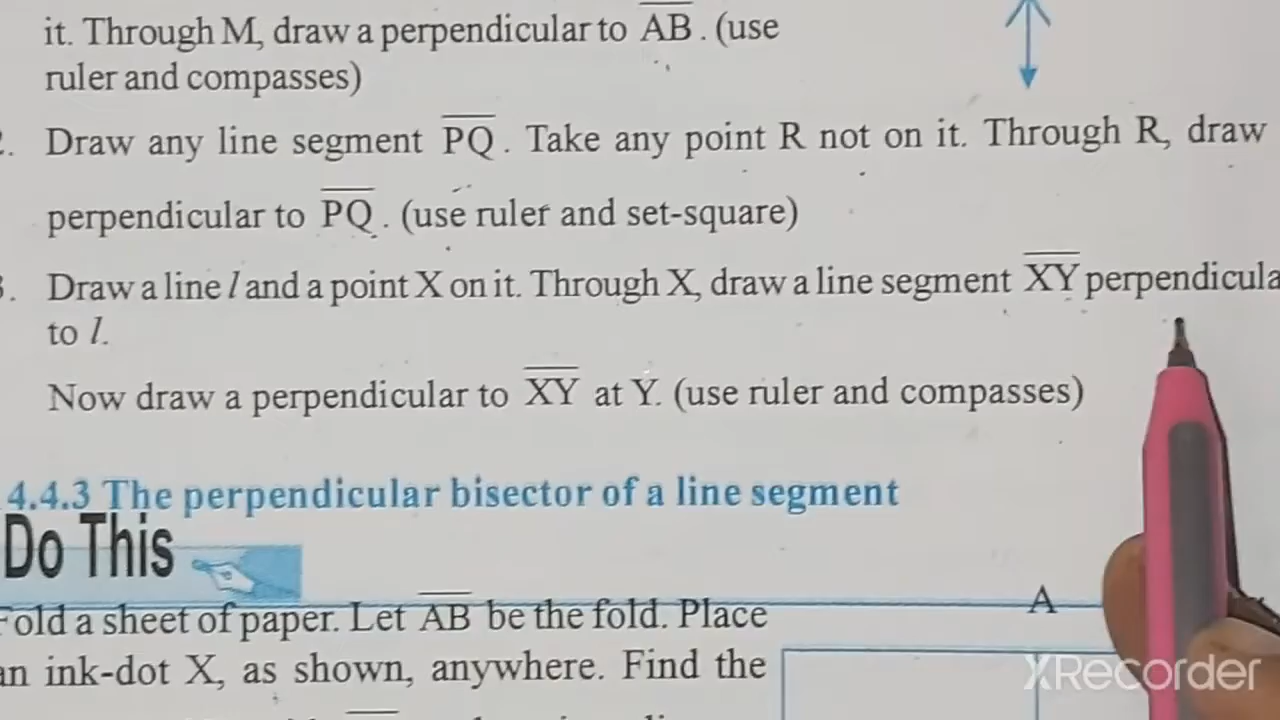 it. Through M, draw a perpendicular to AB. (use
ruler and compasses)
Draw any line segment PQ. Take any point R not on it. Through R, draw
perpendicular to PQ. (use ruler and set-square)
Draw a line l and a point X on it. Through X, draw a line segment XY perpendicula
to l.
Now draw a perpendicular to XY at Y. (use ruler and compasses)
4.4.3 The perpendicular bisector of a line segment
Do This
Fold a sheet of paper. Let AB be the fold. Place
A
an ink-dot X, as shown, anywhere. Find the
XRecorder